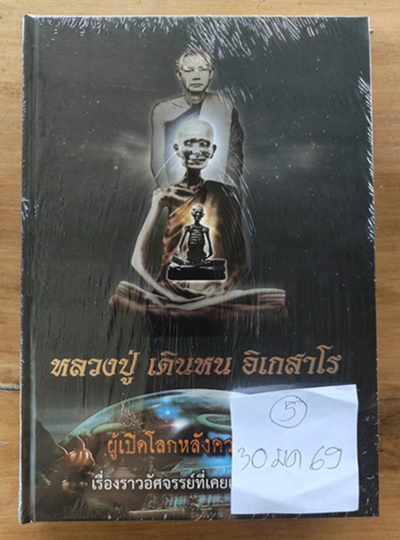 หลวงปู่ เดินหน อิเกสาโร
ผู้เปิดโลกหลังคว
เรื่องราวอัศจรรย์ที่เคย
5
30 มค 69